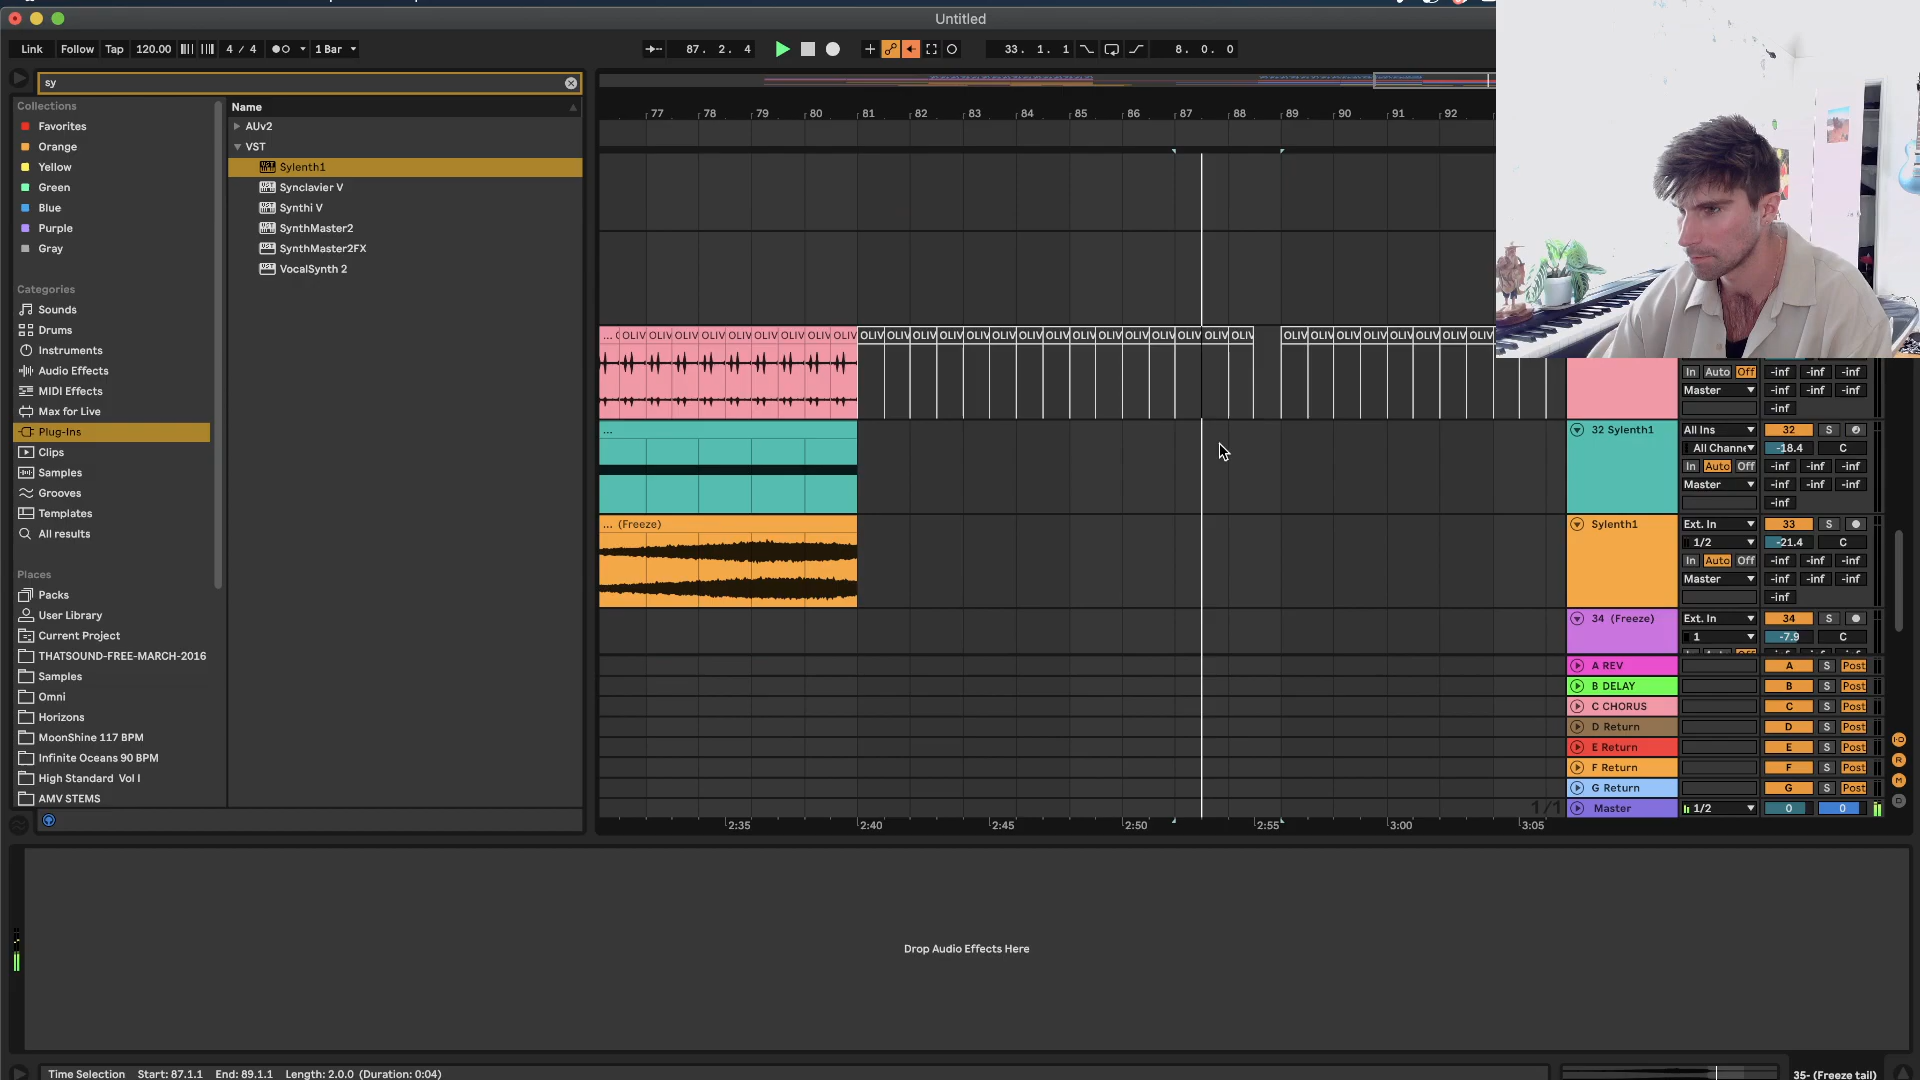 Untitled
Link Follow Tap 120.00 4 / 4 1 Bar 87. 2. 4 33. 1. 1 8. 0. 0
sy
Collections
Favorites
Orange
Yellow
Green
Blue
Purple
Gray
Categories
Sounds
Drums
Instruments
Audio Effects
MIDI Effects
Max for Live
Plug-Ins
Clips
Samples
Grooves
Templates
All results
Places
Packs
User Library
Current Project
THATSOUND-FREE-MARCH-2016
Samples
Omni
Horizons
MoonShine 117 BPM
Infinite Oceans 90 BPM
High Standard Vol I
AMV STEMS
Name
AUv2
VST
Sylenth1
Synclavier V
Synthi V
SynthMaster2
SynthMaster2FX
VocalSynth 2
77 78 79 80 81 82 83 84 85 86 87 88 89 90 91 92
... OLIV OLIV OLIV OLIV OLIV OLIV OLIV OLIV OLIV OLIV OLIV OLIV OLIV OLIV OLIV OLIV OLIV OLIV OLIV OLIV OLIV OLIV OLIV OLIV OLIV OLIV OLIV OLIV OLIV OLIV OLIV OLIV
...
... (Freeze)
In Auto Off -inf -inf -inf
Master -inf -inf -inf
-inf
32 Sylenth1 All Ins 32 S
All Channe -18.4 C
In Auto Off -inf -inf -inf
Master -inf -inf -inf
-inf
Sylenth1 Ext. In 33 S
1/2 -21.4 C
In Auto Off -inf -inf -inf
Master -inf -inf -inf
-inf
34 (Freeze) Ext. In 34 S
1 -7.9 C
A REV A S Post
B DELAY B S Post
C CHORUS C S Post
D Return D S Post
E Return E S Post
F Return F S Post
G Return G S Post
1/1 Master 1/2 0 0
2:35 2:40 2:45 2:50 2:55 3:00 3:05
I·O
R
M
D
Drop Audio Effects Here
Time Selection Start: 87.1.1 End: 89.1.1 Length: 2.0.0 (Duration: 0:04)
35- (Freeze tail)